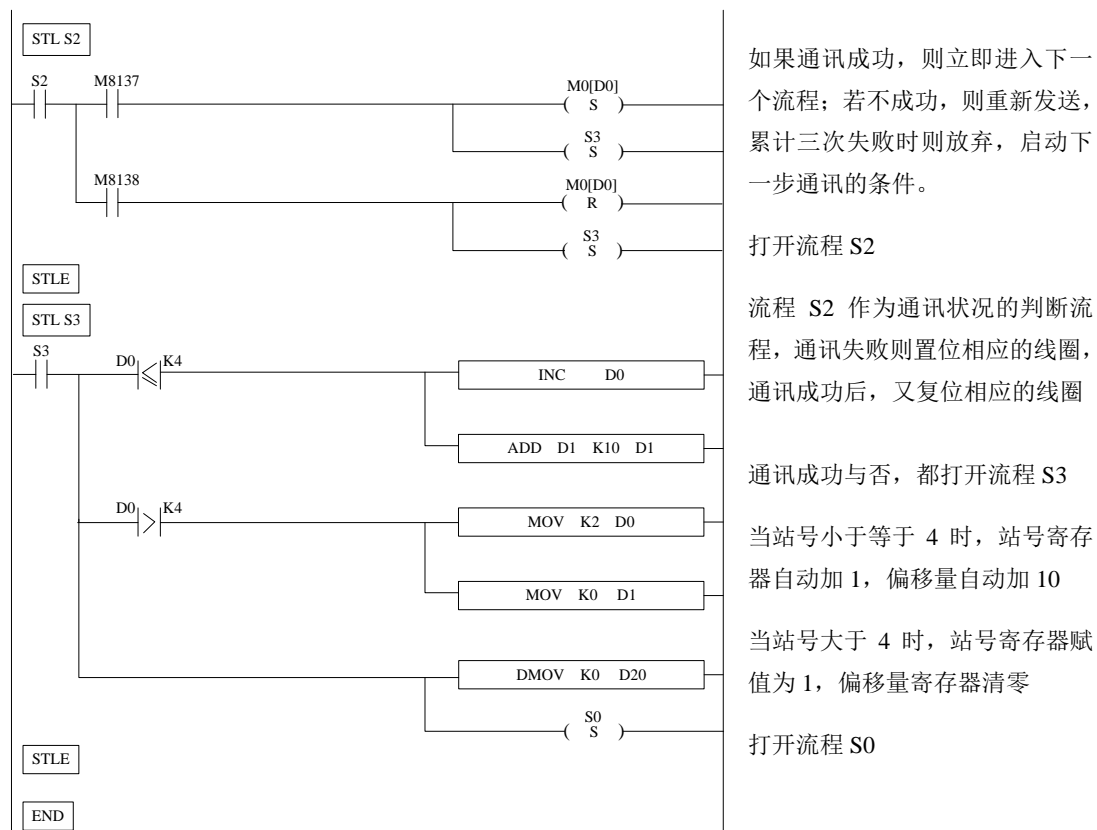 STL S2
S2 M8137 M0[D0]
( S )
S3
( S )
M8138 M0[D0]
( R )
S3
( S )
STLE
STL S3
S3 D0 ≤ K4
INC D0
ADD D1 K10 D1
D0 > K4
MOV K2 D0
MOV K0 D1
DMOV K0 D20
S0
( S )
STLE
END
如果通讯成功，则立即进入下一
个流程；若不成功，则重新发送，
累计三次失败时则放弃，启动下
一步通讯的条件。
打开流程 S2
流程 S2 作为通讯状况的判断流
程，通讯失败则置位相应的线圈，
通讯成功后，又复位相应的线圈
通讯成功与否，都打开流程 S3
当站号小于等于 4 时，站号寄存
器自动加 1，偏移量自动加 10
当站号大于 4 时，站号寄存器赋
值为 1，偏移量寄存器清零
打开流程 S0